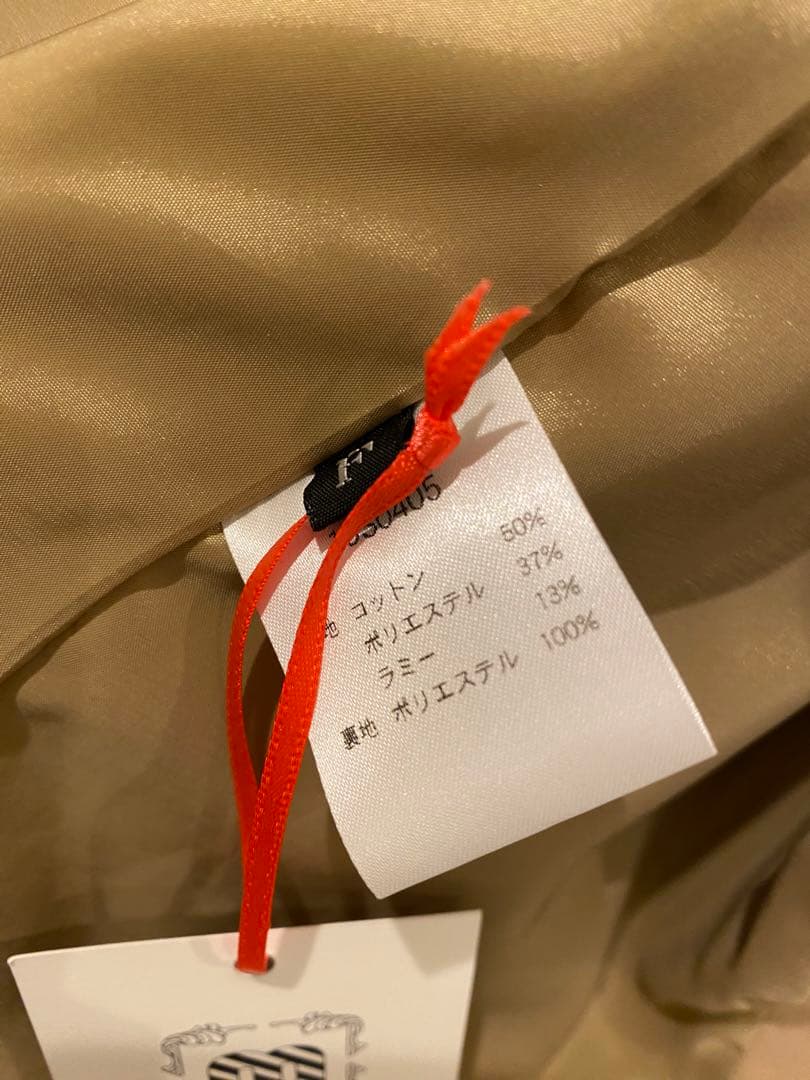 F
地 コットン 50%
ポリエステル 37%
ラミー 13%
裏地 ポリエステル 100%